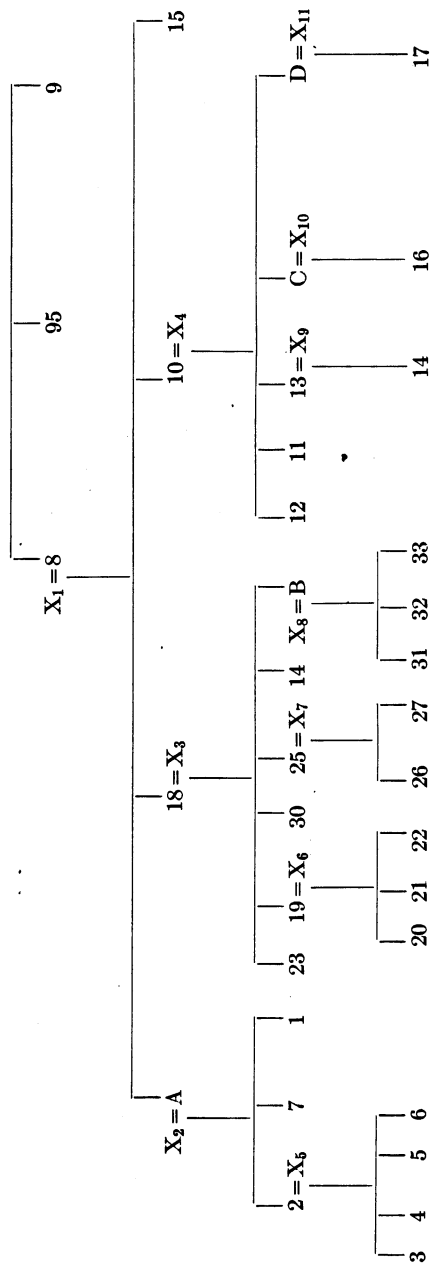 X₁ = 8 95 9
X₂ = A 18 = X₃ 10 = X₄ 15
2 = X₅ 7 1 23 19 = X₆ 30 25 = X₇ 14 X₈ = B 12 11 13 = X₉ C = X₁₀ D = X₁₁
3 4 5 6 20 21 22 26 27 31 32 33 14 16 17